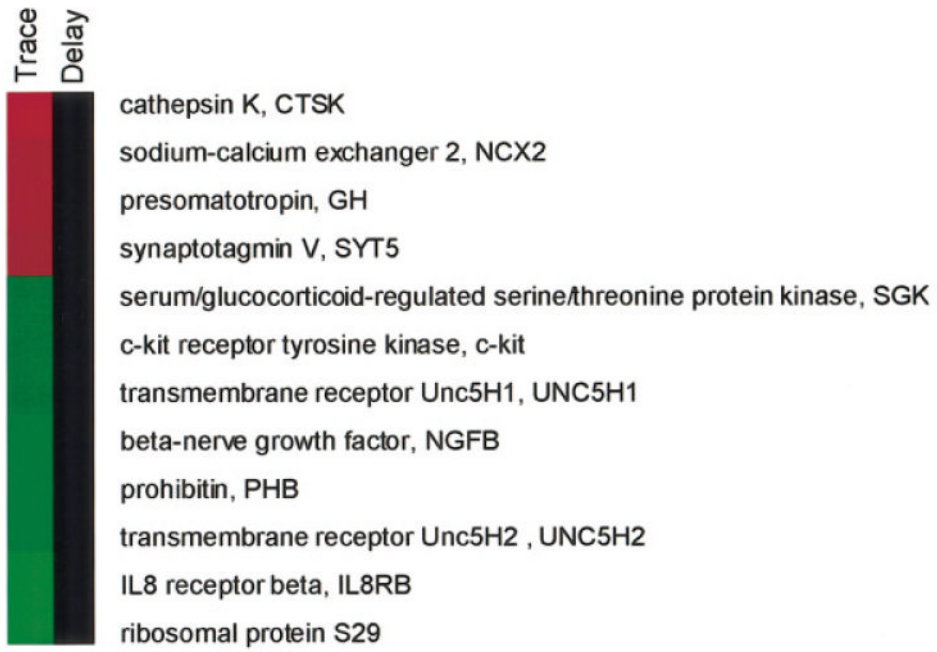 Trace
Delay
cathepsin K, CTSK
sodium-calcium exchanger 2, NCX2
presomatotropin, GH
synaptotagmin V, SYT5
serum/glucocorticoid-regulated serine/threonine protein kinase, SGK
c-kit receptor tyrosine kinase, c-kit
transmembrane receptor Unc5H1, UNC5H1
beta-nerve growth factor, NGFB
prohibitin, PHB
transmembrane receptor Unc5H2 , UNC5H2
IL8 receptor beta, IL8RB
ribosomal protein S29